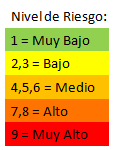 Nivel de Riesgo:
1 = Muy Bajo
2,3 = Bajo
4,5,6 = Medio
7,8 = Alto
9 = Muy Alto